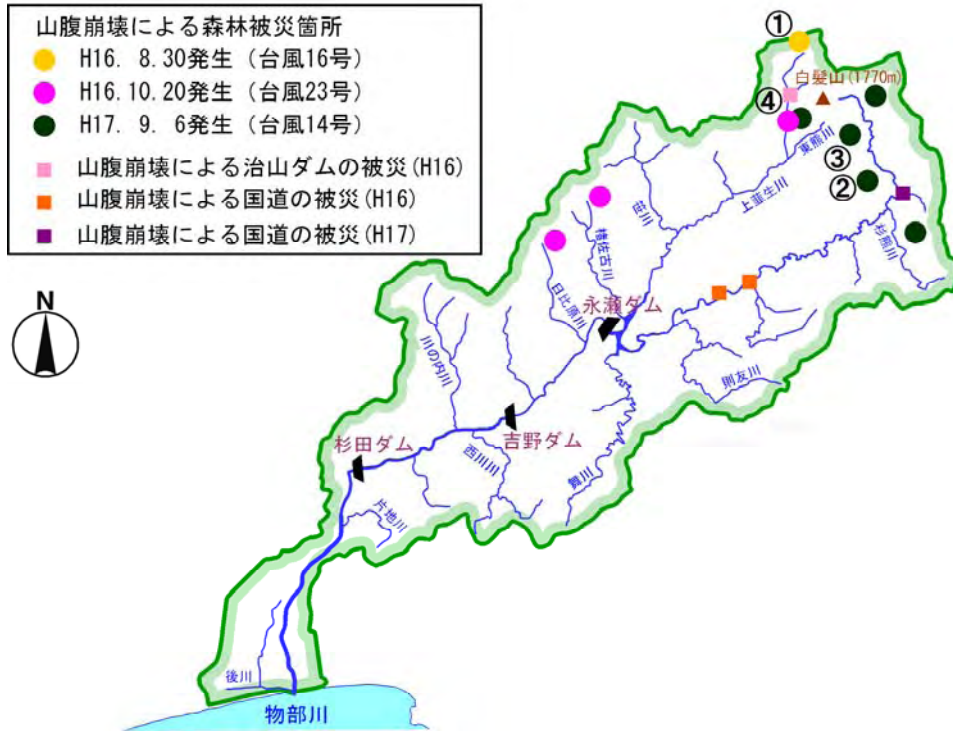 山腹崩壊による森林被災箇所
H16. 8.30発生 (台風16号)
H16.10.20発生 (台風23号)
H17. 9. 6発生 (台風14号)
山腹崩壊による治山ダムの被災(H16)
山腹崩壊による国道の被災(H16)
山腹崩壊による国道の被災(H17)
N
①
白髪山(1770m)
④
東熊川
③
②
上韮生川
笹川
楮佐古川
杉熊川
日比原川
永瀬ダム
川の内川
則友川
吉野ダム
杉田ダム
西川川
舞川
片地川
後川
物部川